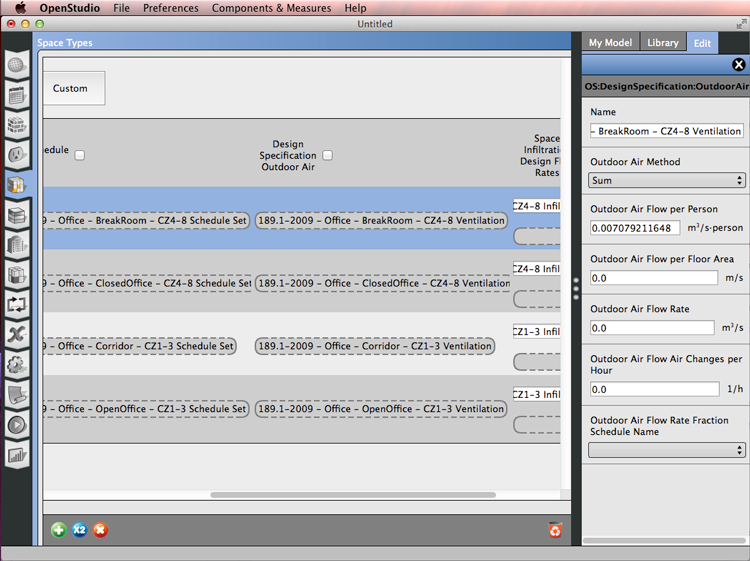 OpenStudio File Preferences Components & Measures Help
Untitled
Space Types
My Model Library Edit
Custom
OS:DesignSpecification:OutdoorAir
Name
– BreakRoom – CZ4-8 Ventilation
edule
Design
Specification
Outdoor Air
Space
Infiltrati
Design Fl
Rates
Outdoor Air Method
Sum
9 – Office – BreakRoom – CZ4-8 Schedule Set
189.1-2009 – Office – BreakRoom – CZ4-8 Ventilation
CZ4-8 Infil
Outdoor Air Flow per Person
0.007079211648 m³/s·person
9 – Office – ClosedOffice – CZ4-8 Schedule Set
189.1-2009 – Office – ClosedOffice – CZ4-8 Ventilation
CZ4-8 Infil
Outdoor Air Flow per Floor Area
0.0 m/s
Outdoor Air Flow Rate
0.0 m³/s
9 – Office – Corridor – CZ1-3 Schedule Set
189.1-2009 – Office – Corridor – CZ1-3 Ventilation
CZ1-3 Infil
Outdoor Air Flow Air Changes per
Hour
0.0 1/h
9 – Office – OpenOffice – CZ1-3 Schedule Set
189.1-2009 – Office – OpenOffice – CZ1-3 Ventilation
CZ1-3 Infil
Outdoor Air Flow Rate Fraction
Schedule Name
X2